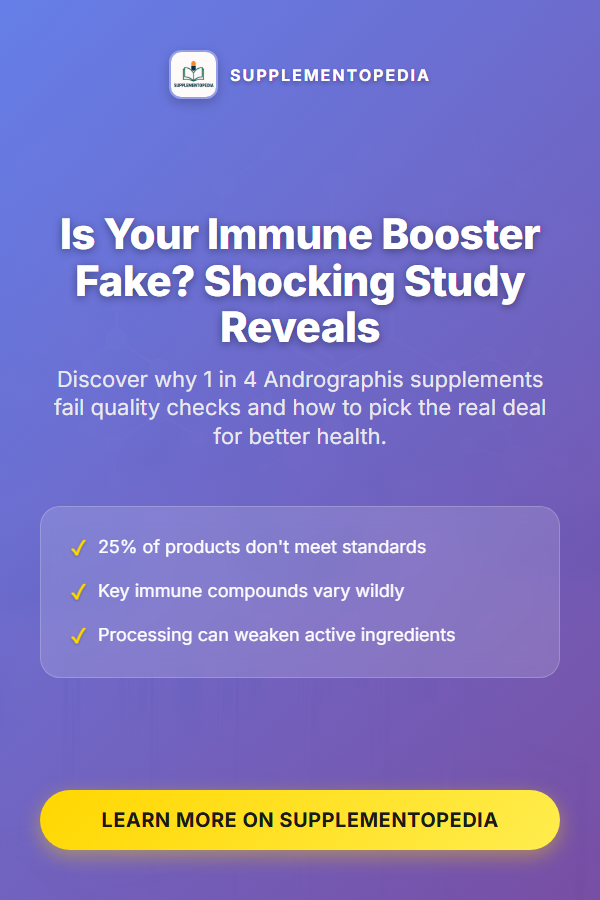 SUPPLEMENTOPEDIA
SUPPLEMENTOPEDIA
Is Your Immune Booster
Fake? Shocking Study
Reveals
Discover why 1 in 4 Andrographis supplements
fail quality checks and how to pick the real deal
for better health.
✓ 25% of products don't meet standards
✓ Key immune compounds vary wildly
✓ Processing can weaken active ingredients
LEARN MORE ON SUPPLEMENTOPEDIA